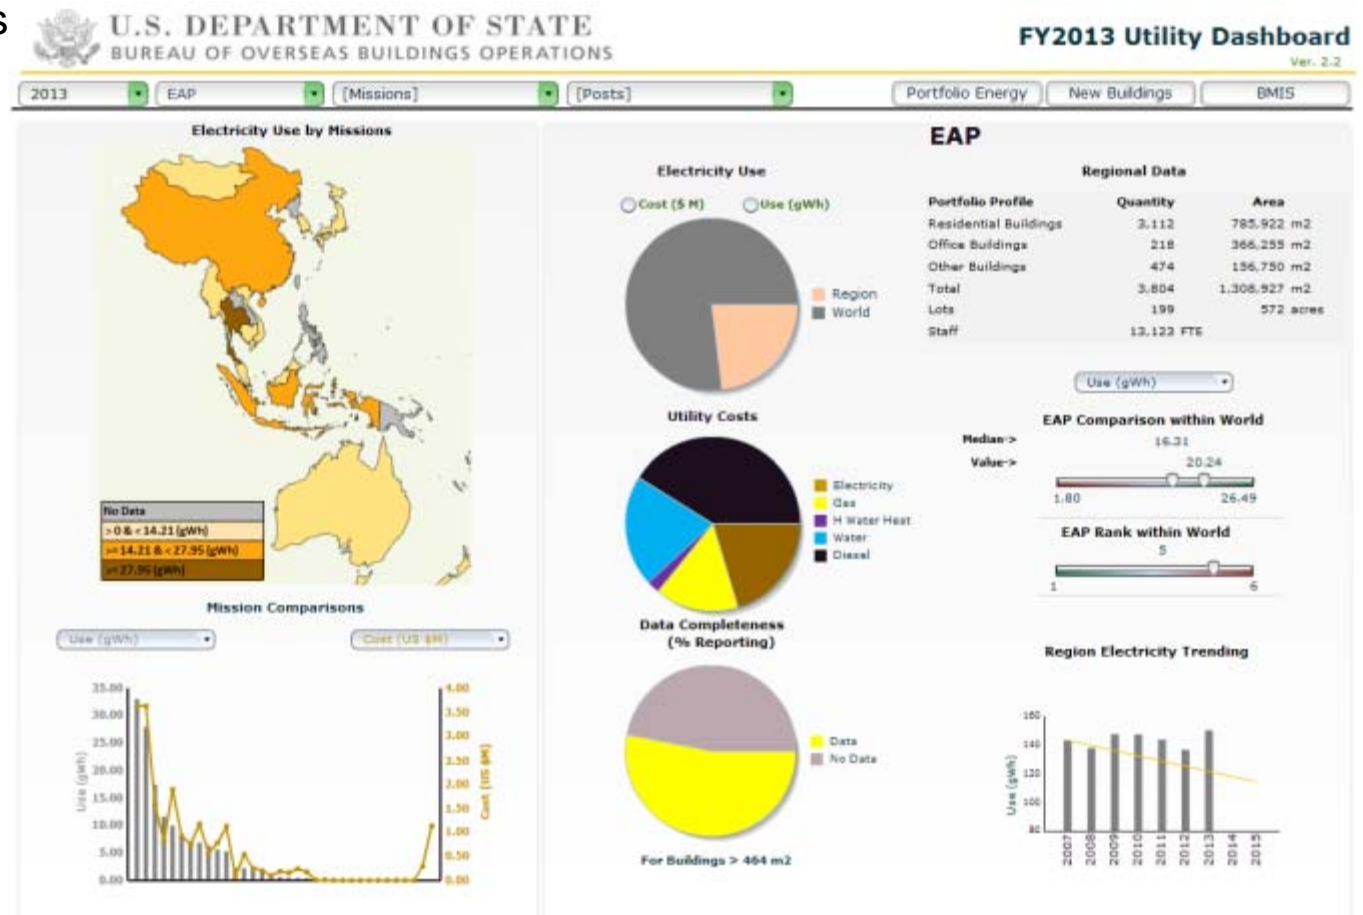 s
U.S. DEPARTMENT OF STATE
BUREAU OF OVERSEAS BUILDINGS OPERATIONS
FY2013 Utility Dashboard
Ver. 2.2
2013 EAP [Missions] [Posts] Portfolio Energy New Buildings BMIS
Electricity Use by Missions
No Data
> 0 & < 14.21 (gWh)
>= 14.21 & < 27.95 (gWh)
>= 27.95 (gWh)
Mission Comparisons
Use (gWh) Cost (US $M)
35.00
30.00
25.00
20.00
15.00
10.00
5.00
0.00
Use (gWh)
4.00
3.50
3.00
2.50
2.00
1.50
1.00
0.50
0.00
Cost (US $M)
EAP
Electricity Use
Cost ($ M) Use (gWh)
Region
World
Utility Costs
Electricity
Gas
H Water Heat
Water
Diesel
Data Completeness
(% Reporting)
Data
No Data
For Buildings > 464 m2
Regional Data
Portfolio Profile Quantity Area
Residential Buildings 3,112 785,922 m2
Office Buildings 218 366,255 m2
Other Buildings 474 156,750 m2
Total 3,804 1,308,927 m2
Lots 199 572 acres
Staff 13,123 FTE
Use (gWh)
EAP Comparison within World
Median-> 16.31
Value-> 20.24
1.80 26.49
EAP Rank within World
5
1 6
Region Electricity Trending
160
140
120
100
80
Use (gWh)
2007
2008
2009
2010
2011
2012
2013
2014
2015